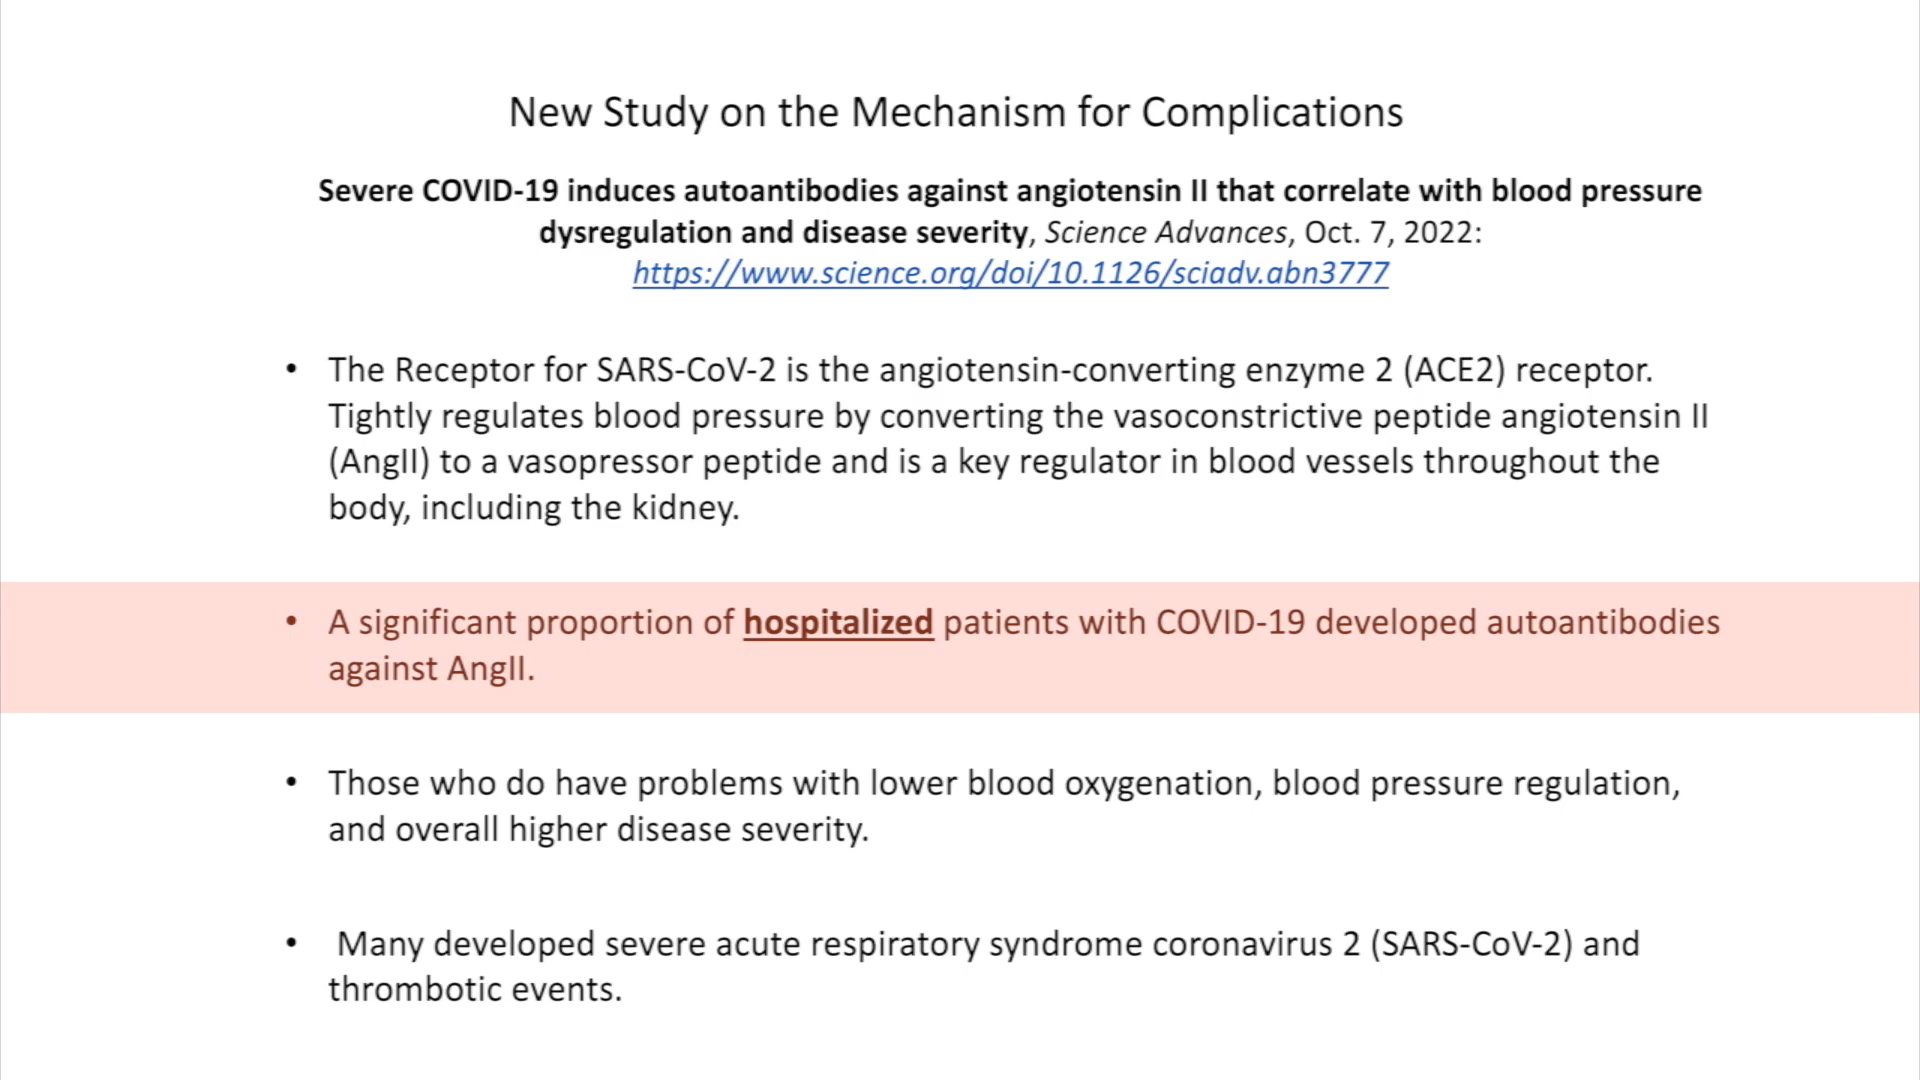 New Study on the Mechanism for Complications
Severe COVID-19 induces autoantibodies against angiotensin II that correlate with blood pressure
dysregulation and disease severity, Science Advances, Oct. 7, 2022:
https://www.science.org/doi/10.1126/sciadv.abn3777
• The Receptor for SARS-CoV-2 is the angiotensin-converting enzyme 2 (ACE2) receptor.
Tightly regulates blood pressure by converting the vasoconstrictive peptide angiotensin II
(AngII) to a vasopressor peptide and is a key regulator in blood vessels throughout the
body, including the kidney.
• A significant proportion of hospitalized patients with COVID-19 developed autoantibodies
against AngII.
• Those who do have problems with lower blood oxygenation, blood pressure regulation,
and overall higher disease severity.
• Many developed severe acute respiratory syndrome coronavirus 2 (SARS-CoV-2) and
thrombotic events.